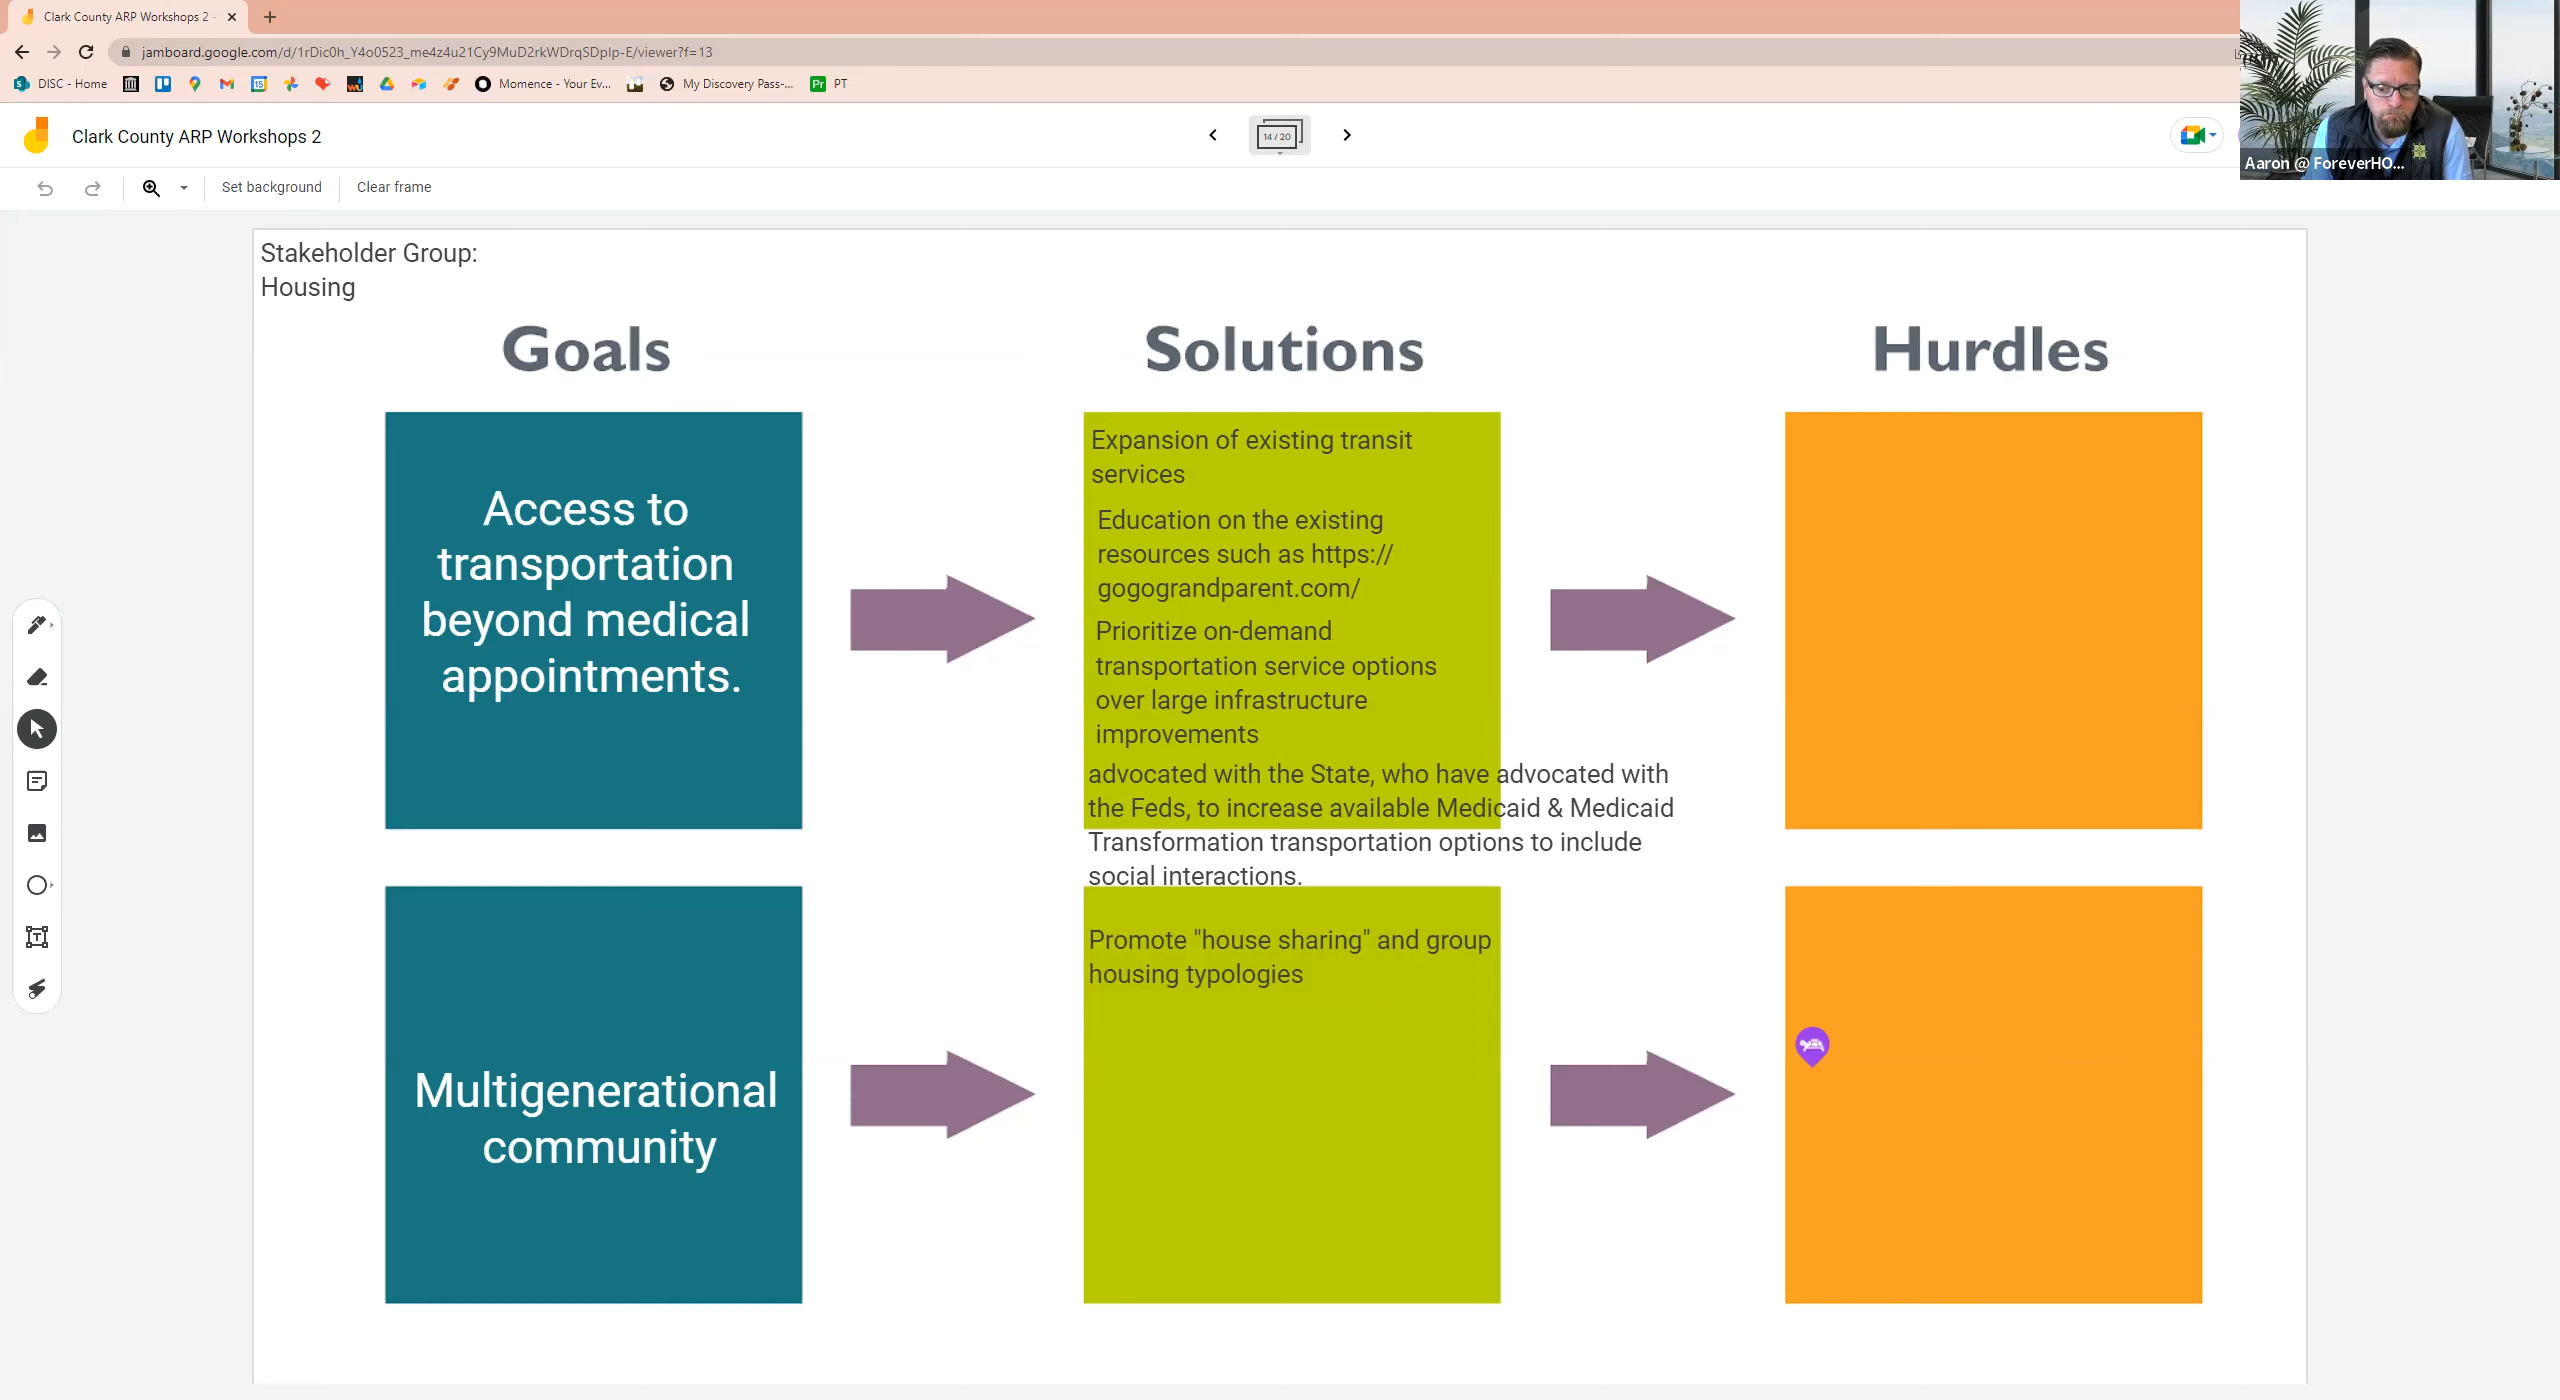 Clark County ARP Workshops 2 -
jamboard.google.com/d/1rDic0h_Y4o0523_me4z4u21Cy9MuD2rkWDrqSDpIp-E/viewer?f=13
DISC - Home
15
Momence - Your Ev...
My Discovery Pass-...
Pr PT
Clark County ARP Workshops 2
14 / 20
Aaron @ ForeverHO...
Set background
Clear frame
Stakeholder Group:
Housing
Goals
Solutions
Hurdles
Access to
transportation
beyond medical
appointments.
Expansion of existing transit
services
Education on the existing
resources such as https://
gogograndparent.com/
Prioritize on-demand
transportation service options
over large infrastructure
improvements
advocated with the State, who have advocated with
the Feds, to increase available Medicaid & Medicaid
Transformation transportation options to include
social interactions.
Multigenerational
community
Promote "house sharing" and group
housing typologies